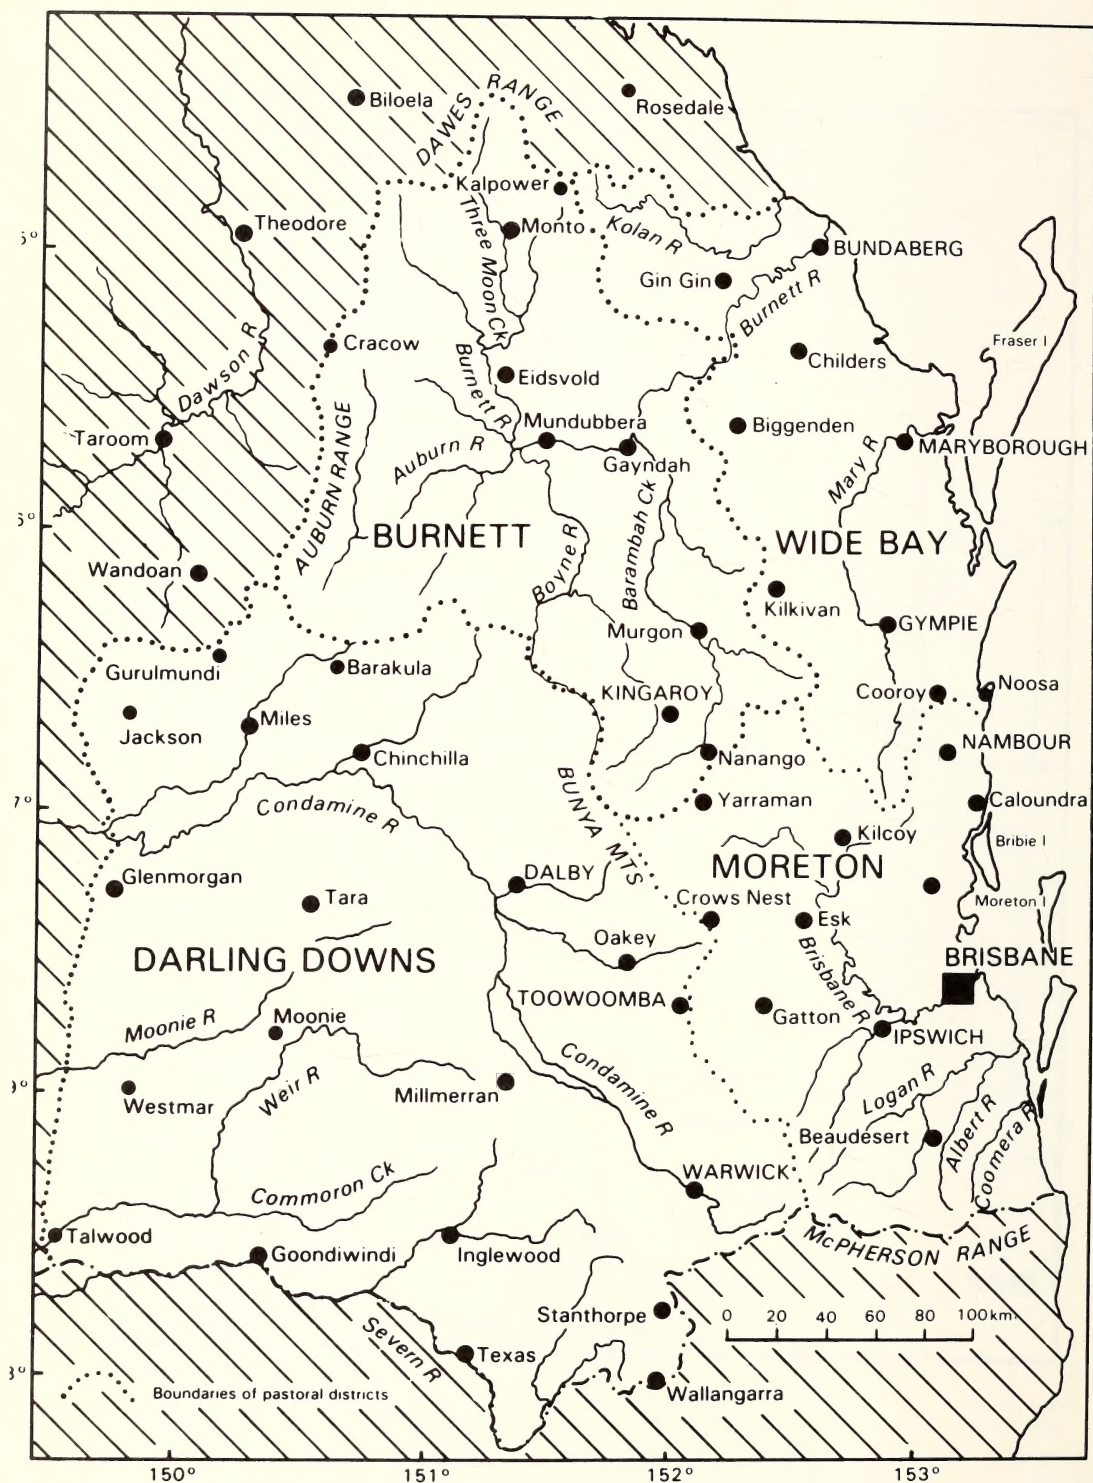 Biloela
DAWES RANGE
Rosedale
Kalpower
Theodore
Three Moon Ck
Monto
Kolan R
BUNDABERG
5°
Gin Gin
Burnett R
Dawson R
Cracow
Burnett R
Childers
Fraser I
Eidsvold
Taroom
AUBURN RANGE
Auburn R
Mundubbera
Gayndah
Biggenden
Mary R
MARYBOROUGH
6°
BURNETT
Boyne R
Barambah Ck
WIDE BAY
Wandoan
Kilkivan
Murgon
GYMPIE
Gurulmundi
Barakula
KINGAROY
Cooroy
Noosa
Jackson
Miles
Chinchilla
Nanango
NAMBOUR
7°
Condamine R
BUNYA MTS
Yarraman
Caloundra
Kilcoy
Bribie I
Glenmorgan
Tara
DALBY
MORETON
Moreton I
Crows Nest
Esk
DARLING DOWNS
Oakey
Brisbane R
BRISBANE
Moonie R
Moonie
TOOWOOMBA
Gatton
IPSWICH
9°
Westmar
Weir R
Millmerran
Condamine R
Logan R
Albert R
Coomera R
Beaudesert
Commoron Ck
WARWICK
Talwood
Goondiwindi
Inglewood
McPHERSON RANGE
Stanthorpe
0 20 40 60 80 100km.
Severn R
Texas
Wallangarra
3°
Boundaries of pastoral districts
150° 151° 152° 153°